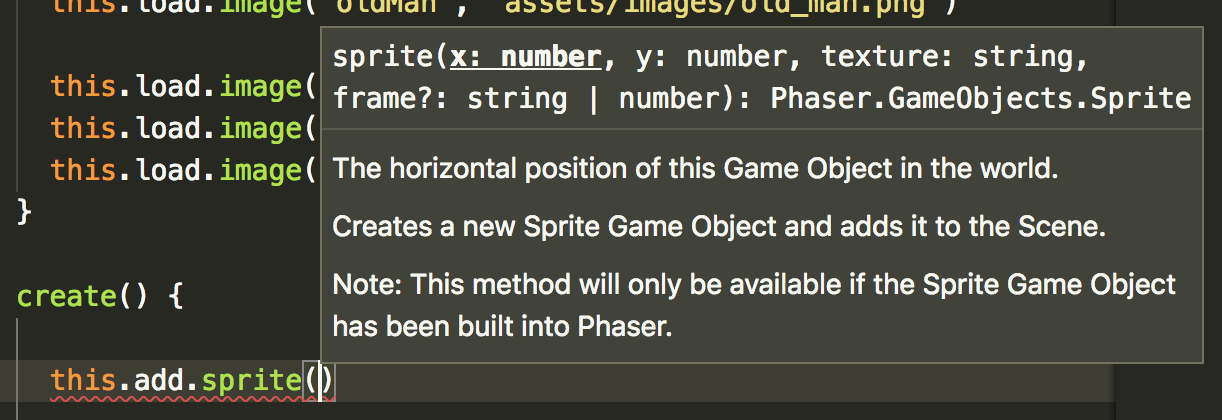 this.load.image('oldMan', 'assets/images/old_man.png')
sprite(x: number, y: number, texture: string,
this.load.image(
frame?: string | number): Phaser.GameObjects.Sprite
this.load.image(
this.load.image(
The horizontal position of this Game Object in the world.
}
Creates a new Sprite Game Object and adds it to the Scene.
create() {
Note: This method will only be available if the Sprite Game Object
has been built into Phaser.
this.add.sprite()